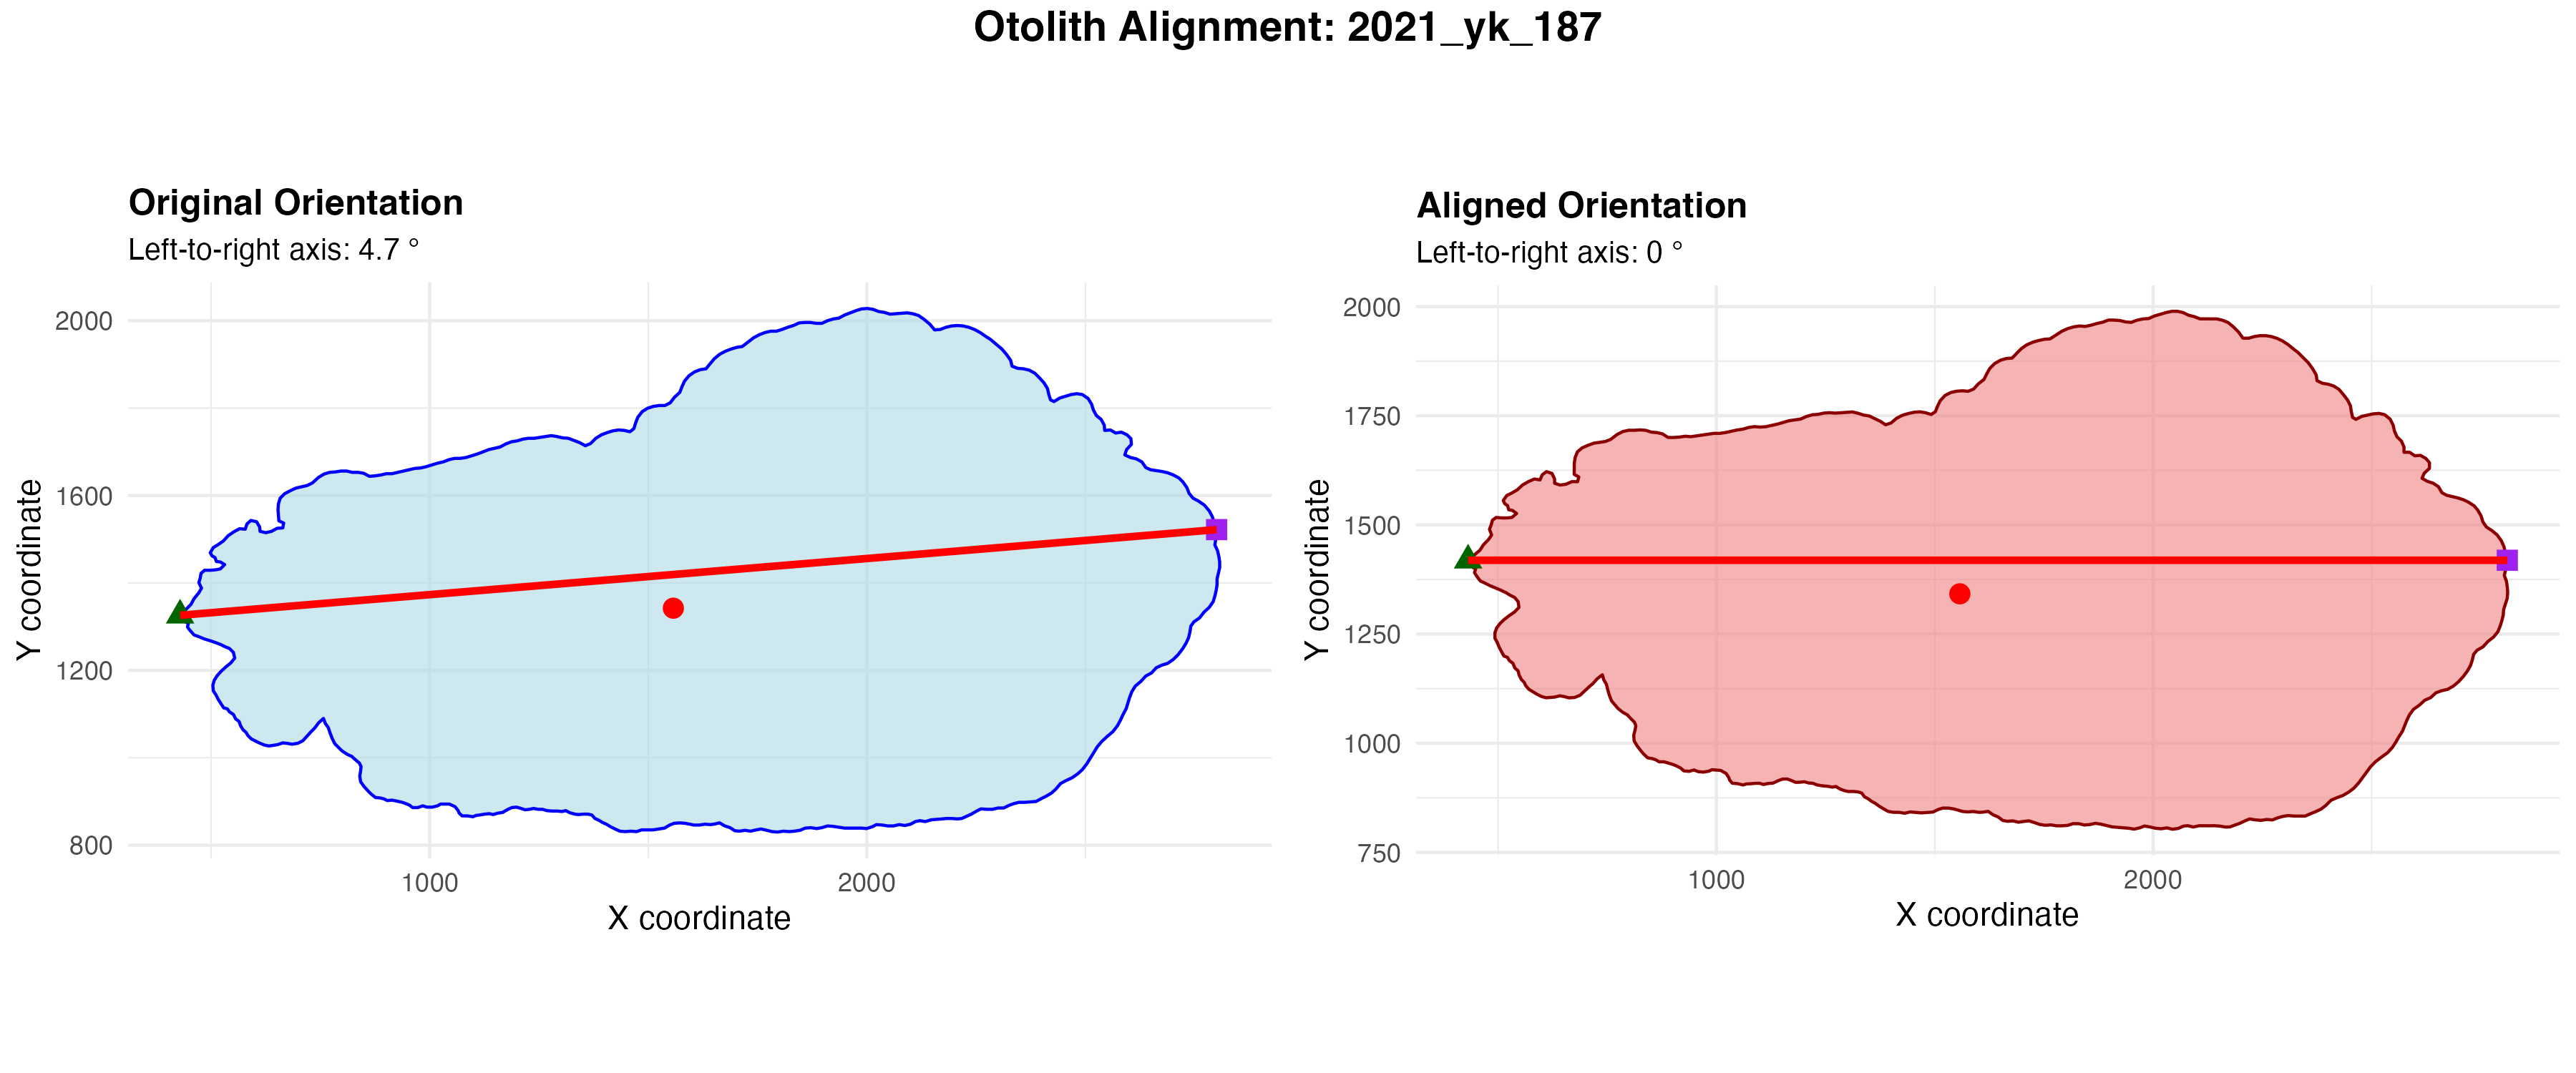 Otolith Alignment: 2021_yk_187
Original Orientation
Left-to-right axis: 4.7 °
2000
1600
1200
800
Y coordinate
1000
2000
X coordinate
Aligned Orientation
Left-to-right axis: 0 °
2000
1750
1500
1250
1000
750
Y coordinate
1000
2000
X coordinate